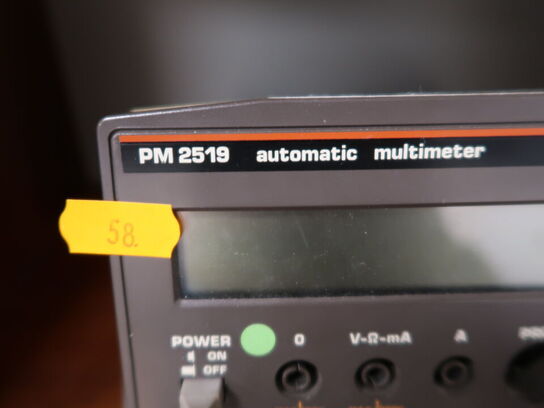 PM 2519 automatic multimeter
58.
POWER
ON
OFF
0 V-Ω-mA A